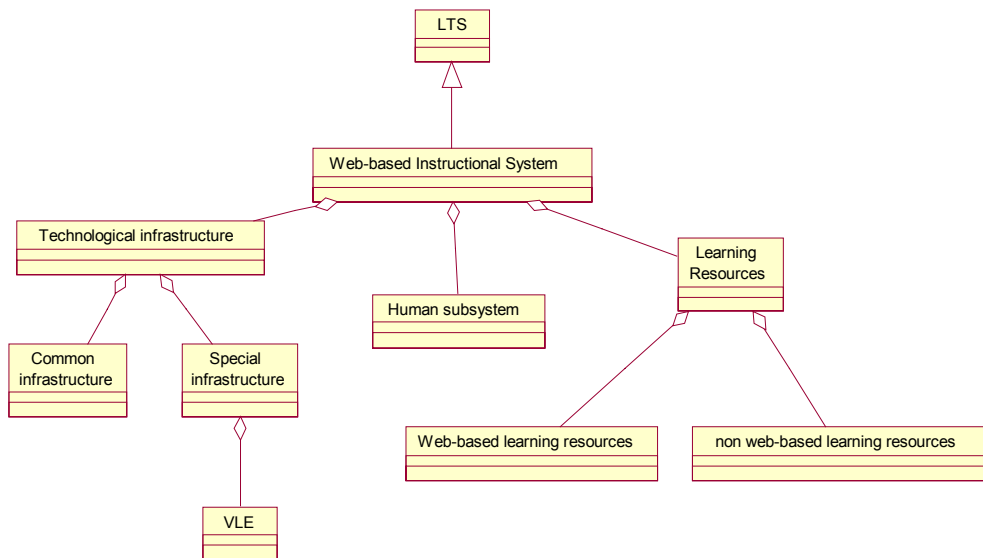 LTS
Web-based Instructional System
Technological infrastructure
Learning
Resources
Human subsystem
Common
infrastructure
Special
infrastructure
Web-based learning resources
non web-based learning resources
VLE